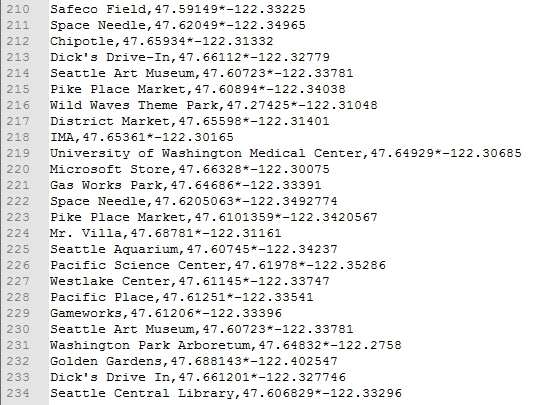 210 Safeco Field,47.59149*-122.33225
211 Space Needle,47.62049*-122.34965
212 Chipotle,47.65934*-122.31332
213 Dick's Drive-In,47.66112*-122.32779
214 Seattle Art Museum,47.60723*-122.33781
215 Pike Place Market,47.60894*-122.34038
216 Wild Waves Theme Park,47.27425*-122.31048
217 District Market,47.65598*-122.31401
218 IMA,47.65361*-122.30165
219 University of Washington Medical Center,47.64929*-122.30685
220 Microsoft Store,47.66328*-122.30075
221 Gas Works Park,47.64686*-122.33391
222 Space Needle,47.6205063*-122.3492774
223 Pike Place Market,47.6101359*-122.3420567
224 Mr. Villa,47.68781*-122.31161
225 Seattle Aquarium,47.60745*-122.34237
226 Pacific Science Center,47.61978*-122.35286
227 Westlake Center,47.61145*-122.33747
228 Pacific Place,47.61251*-122.33541
229 Gameworks,47.61206*-122.33396
230 Seattle Art Museum,47.60723*-122.33781
231 Washington Park Arboretum,47.64832*-122.2758
232 Golden Gardens,47.688143*-122.402547
233 Dick's Drive In,47.661201*-122.327746
234 Seattle Central Library,47.606829*-122.33296